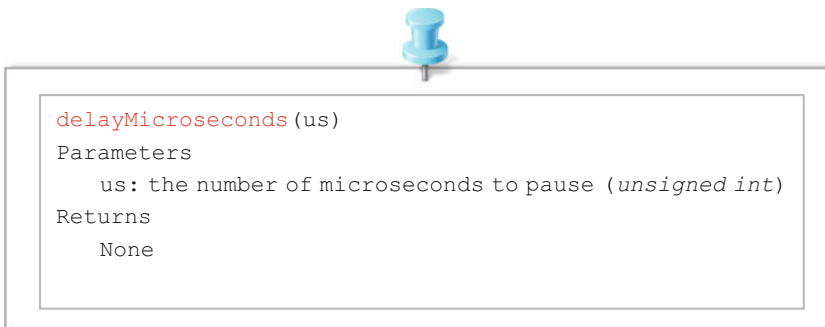 delayMicroseconds(us)
Parameters
us: the number of microseconds to pause (unsigned int)
Returns
None